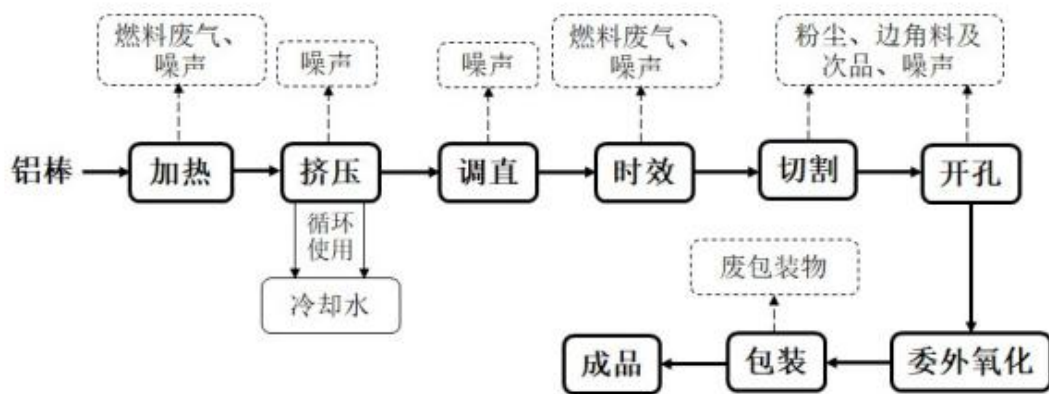 燃料废气、
噪声
噪声
噪声
燃料废气、
噪声
粉尘、边角料及
次品、噪声
铝棒
加热
挤压
调直
时效
切割
开孔
循环
使用
冷却水
废包装物
成品
包装
委外氧化